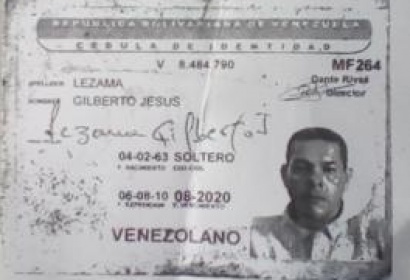 REPUBLICA BOLIVARIANA DE VENEZUELA
CEDULA DE IDENTIDAD
V 8.484.790 MF264
APELLIDOS LEZAMA Dante Rivas
NOMBRES GILBERTO JESUS Director
Lezama Gilberto J
04-02-63 SOLTERO
F. NACIMIENTO EDO. CIVIL
06-08-10 08-2020
F. EXPEDICION F. VENCIMIENTO
VENEZOLANO